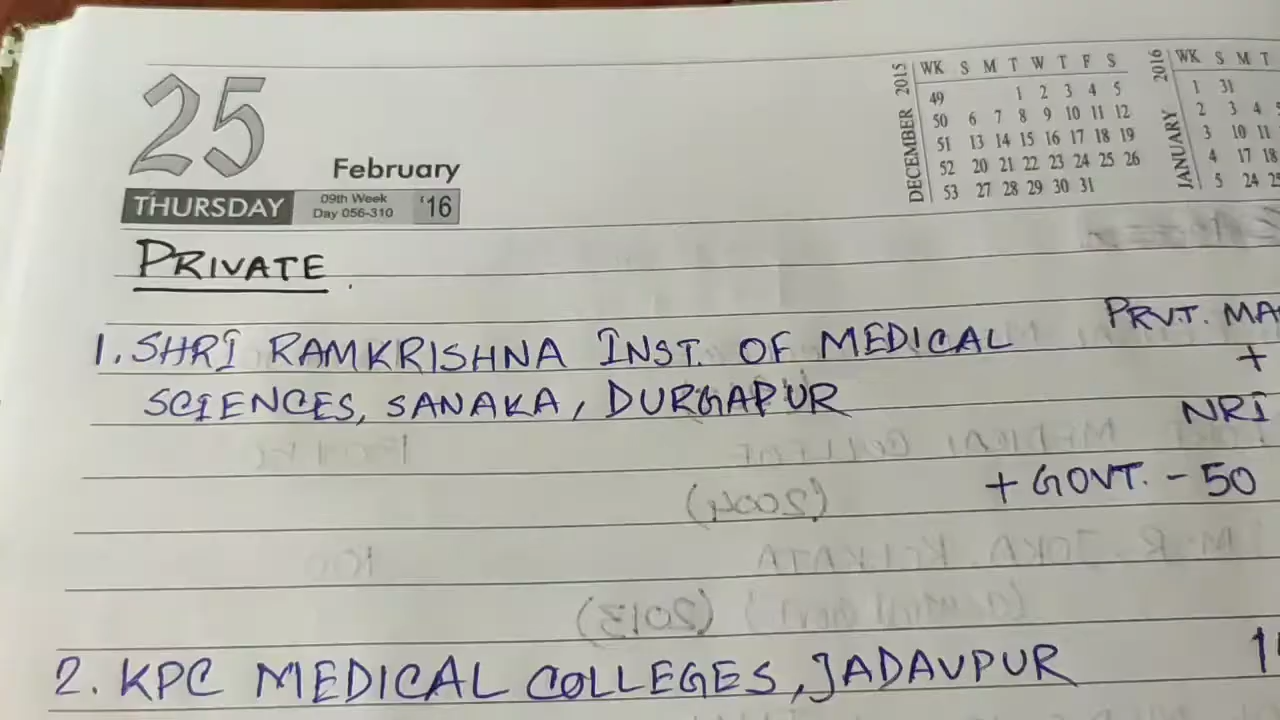 25
February
THURSDAY
09th Week
Day 056-310
'16
DECEMBER 2015
WK S M T W T F S
49 1 2 3 4 5
50 6 7 8 9 10 11 12
51 13 14 15 16 17 18 19
52 20 21 22 23 24 25 26
53 27 28 29 30 31
JANUARY 2016
WK S M T
1 31
2 3 4
3 10 11
4 17 18
5 24 25
PRIVATE
1. SHRI RAMKRISHNA INST. OF MEDICAL PRVT. MA
+
SCIENCES, SANAKA, DURGAPUR NRI
+ GOVT. - 50
2. KPC MEDICAL COLLEGES, JADAVPUR